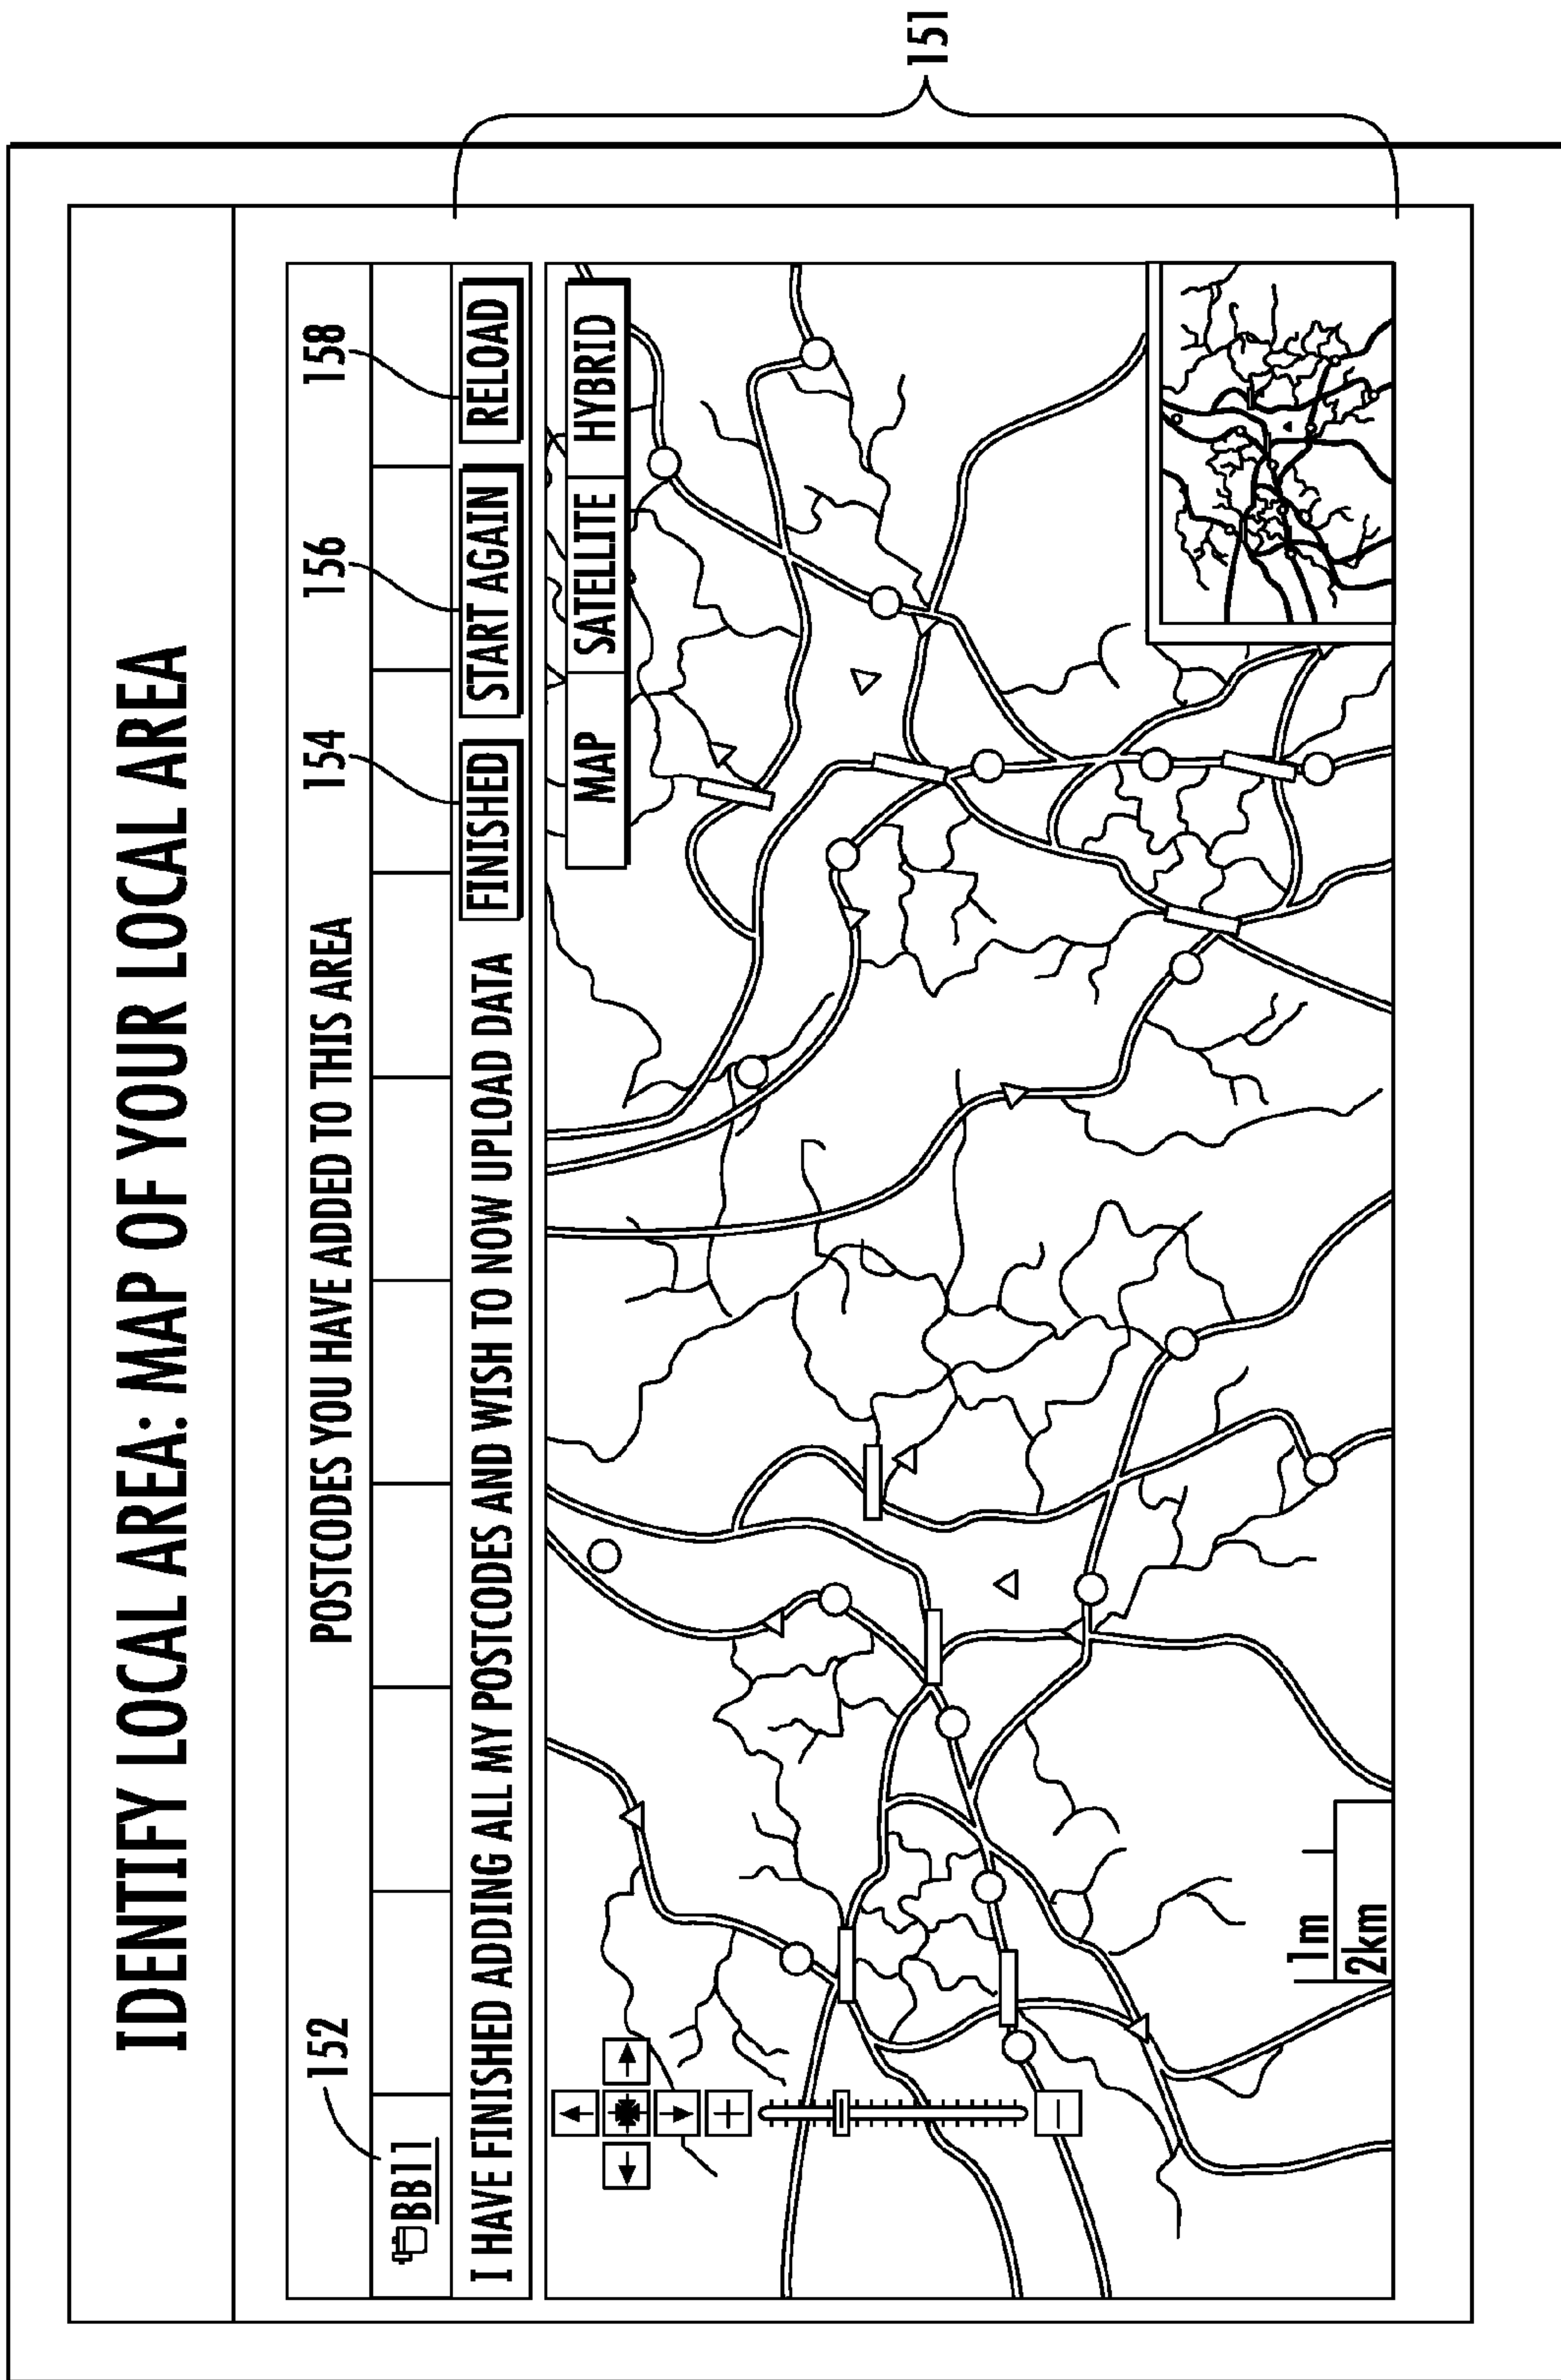 IDENTIFY LOCAL AREA: MAP OF YOUR LOCAL AREA
152
154
156
158
POSTCODES YOU HAVE ADDED TO THIS AREA
BB11
I HAVE FINISHED ADDING ALL MY POSTCODES AND WISH TO NOW UPLOAD DATA
FINISHED
START AGAIN
RELOAD
MAP
SATELLITE
HYBRID
151
1m
2km